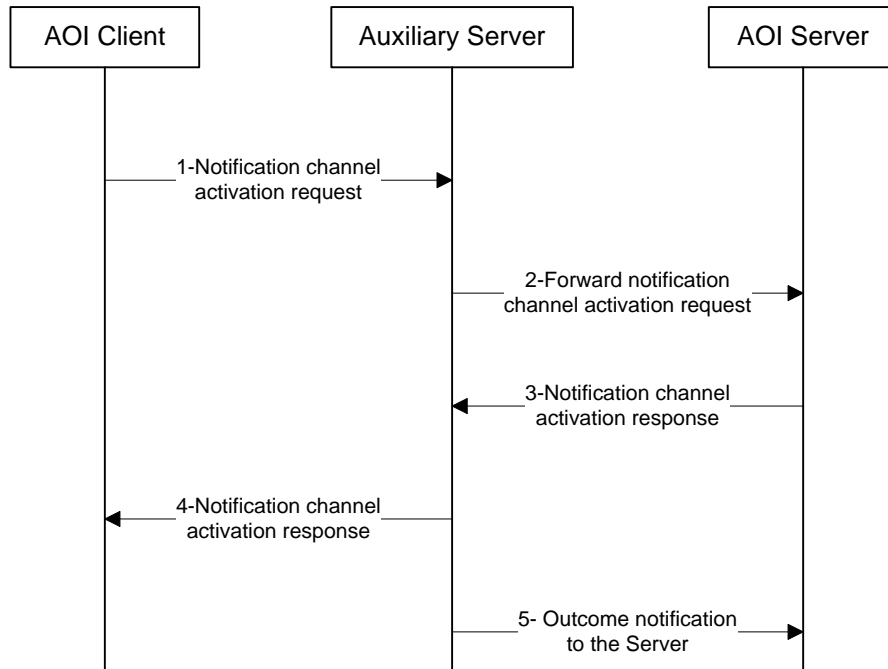 AOI Client
Auxiliary Server
AOI Server
1-Notification channel
activation request
2-Forward notification
channel activation request
3-Notification channel
activation response
4-Notification channel
activation response
5- Outcome notification
to the Server